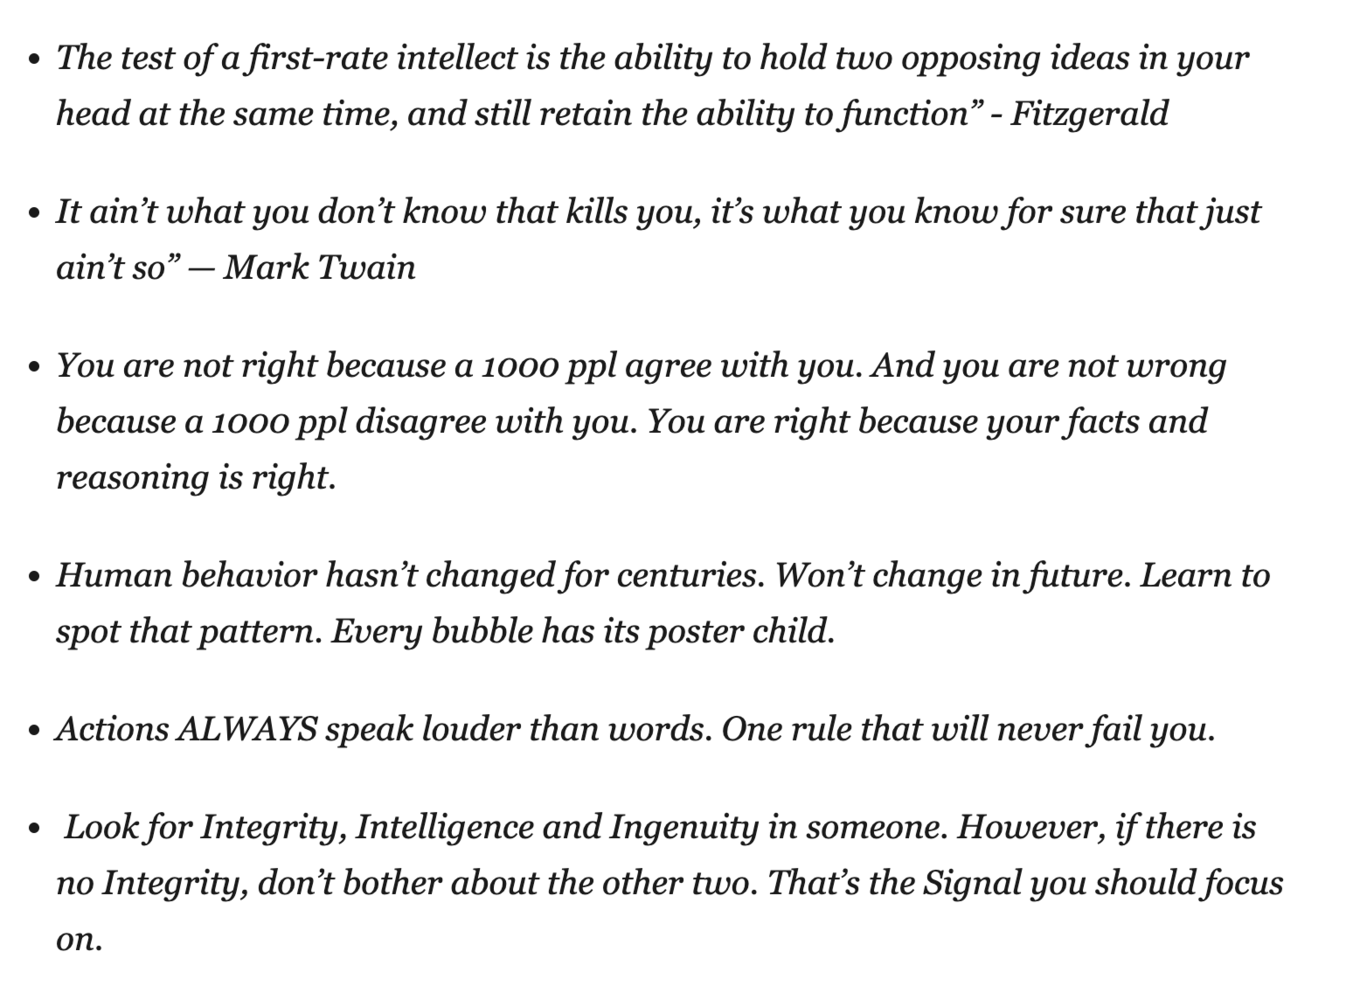 • The test of a first-rate intellect is the ability to hold two opposing ideas in your
head at the same time, and still retain the ability to function” - Fitzgerald
• It ain’t what you don’t know that kills you, it’s what you know for sure that just
ain’t so” — Mark Twain
• You are not right because a 1000 ppl agree with you. And you are not wrong
because a 1000 ppl disagree with you. You are right because your facts and
reasoning is right.
• Human behavior hasn’t changed for centuries. Won’t change in future. Learn to
spot that pattern. Every bubble has its poster child.
• Actions ALWAYS speak louder than words. One rule that will never fail you.
• Look for Integrity, Intelligence and Ingenuity in someone. However, if there is
no Integrity, don’t bother about the other two. That’s the Signal you should focus
on.